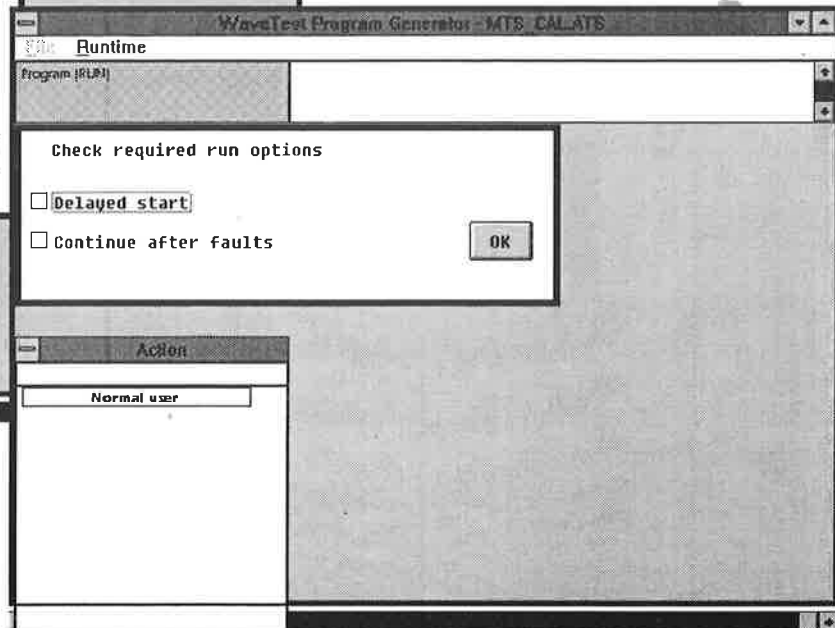 WaveTest Program Generator - MTS_CAL.ATS
File Runtime
Program [RUN]
Check required run options
Delayed start
Continue after faults
OK
Action
Normal user